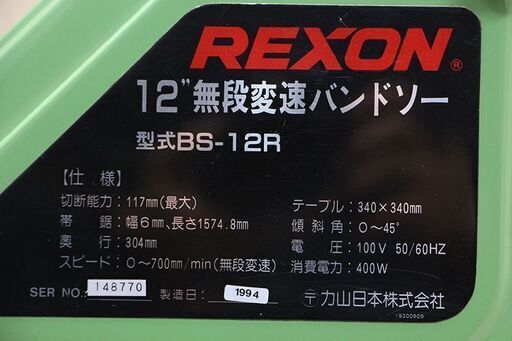 REXON®
12"無段変速バンドソー
型式BS-12R
【仕 様】
切断能力:117mm(最大)
帯 鋸:幅6mm、長さ1574.8mm
奥 行:304mm
スピード:0~700m/min(無段変速)
テーブル:340×340mm
傾斜角:0~45°
電 圧:100V 50/60HZ
消費電力:400W
SER NO. 148770
製造日: 1994
〒力山日本株式会社
19300509